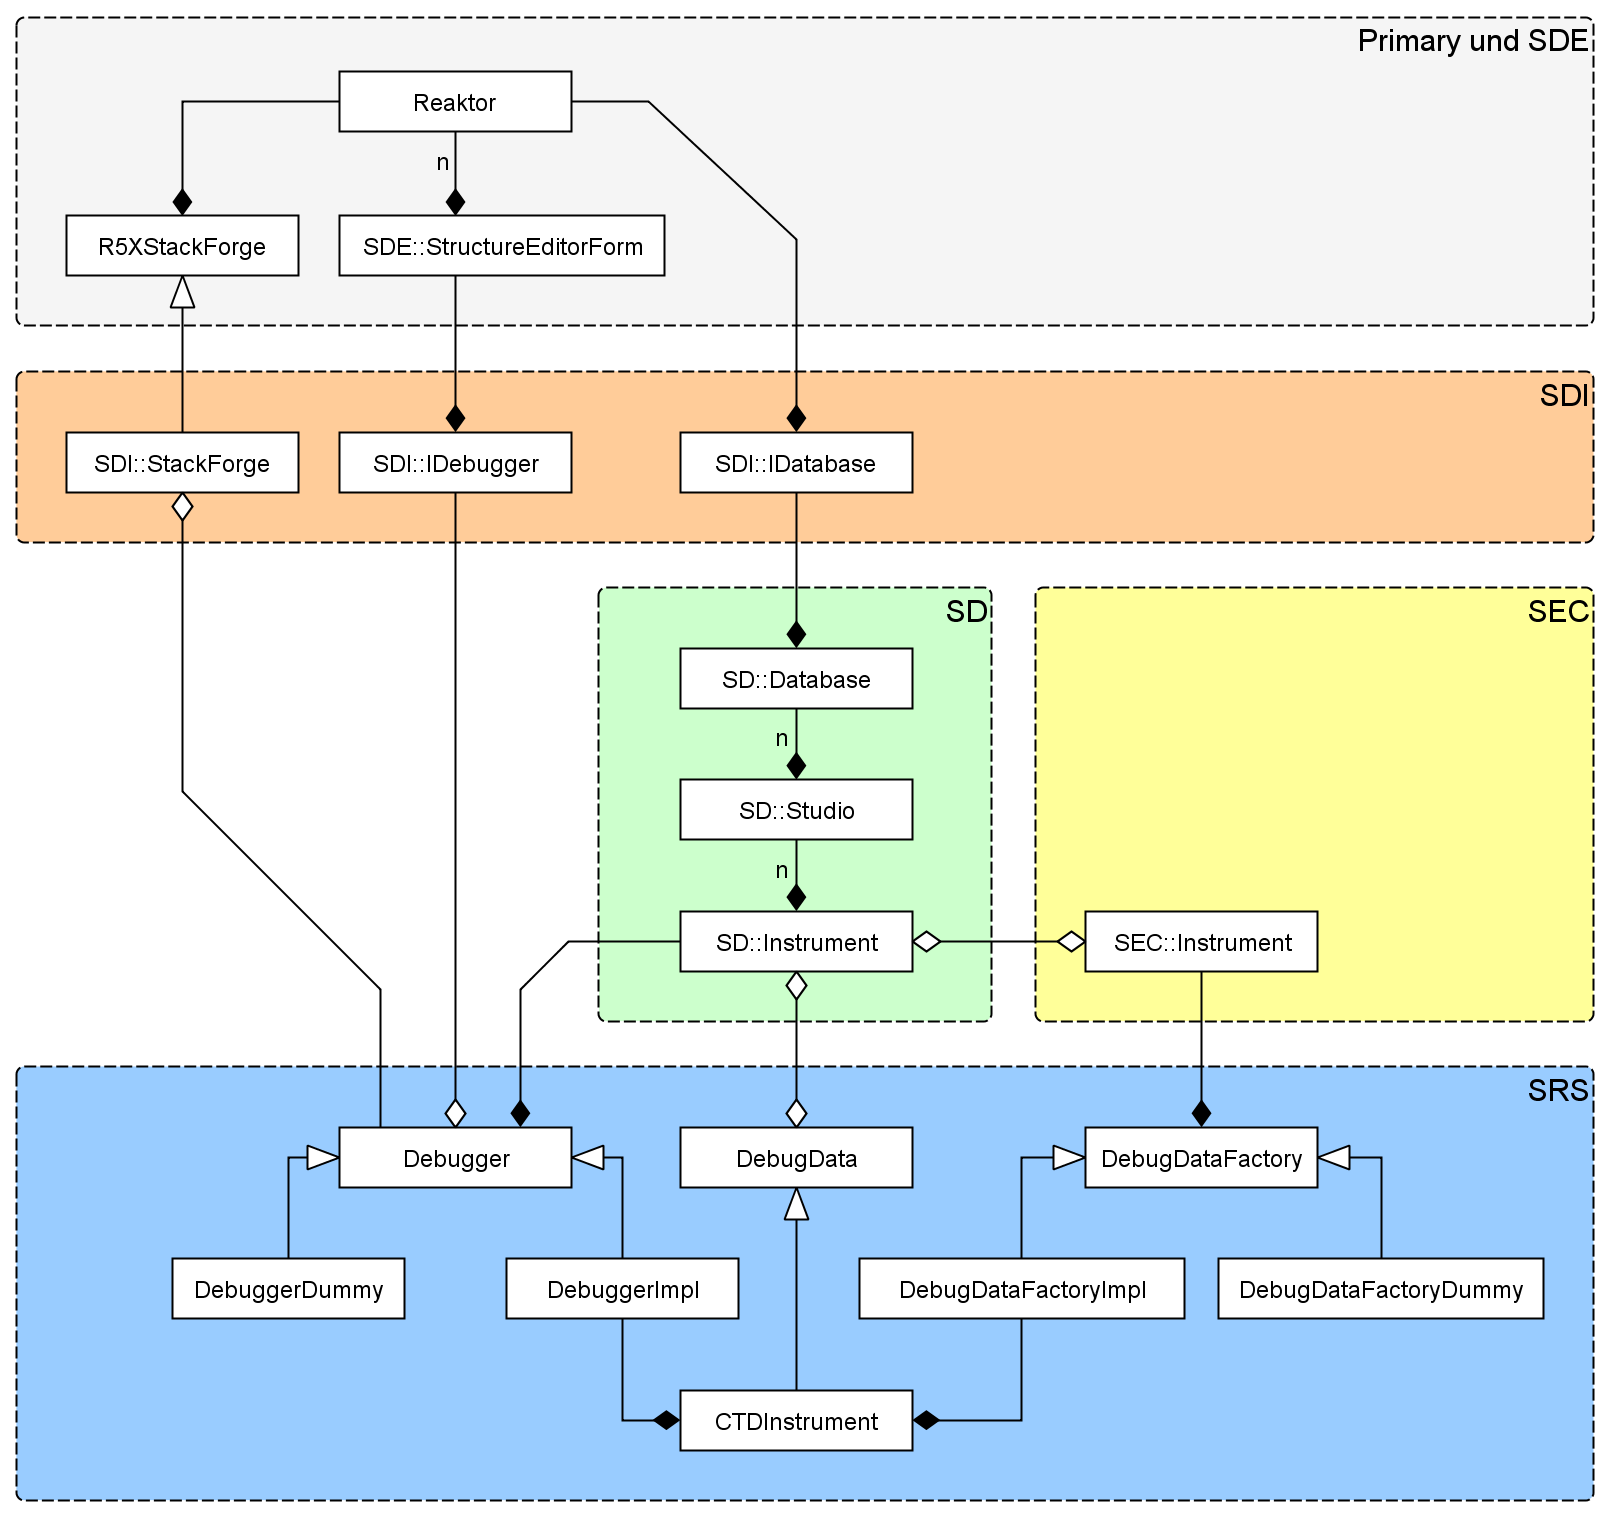 Primary und SDE
Reaktor
n
R5XStackForge
SDE::StructureEditorForm
SDI
SDI::StackForge
SDI::IDebugger
SDI::IDatabase
SD
SEC
SD::Database
n
SD::Studio
n
SD::Instrument
SEC::Instrument
SRS
Debugger
DebugData
DebugDataFactory
DebuggerDummy
DebuggerImpl
DebugDataFactoryImpl
DebugDataFactoryDummy
CTDInstrument